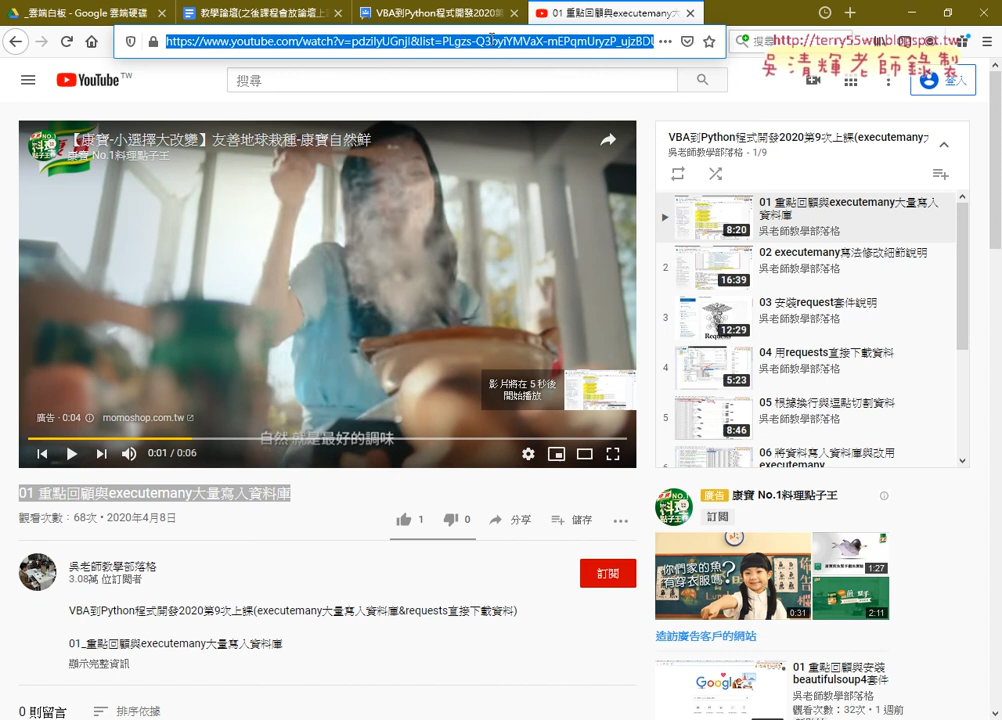 _雲端白板 - Google 雲端硬碟
教學論壇(之後課程會放論壇上
VBA到Python程式開發2020第
01 重點回顧與executemany大
https://www.youtube.com/watch?v=pdzilyUGnjI&list=PLgzs-Q3byiYMVaX-mEPqmUryzP_ujzBDU
搜尋
http://terry55wu.blogspot.tw
吳清輝老師錄製
YouTube TW
搜尋
登入
【康寶-小選擇大改變】友善地球栽種-康寶自然鮮
康寶 No.1料理點子王
影片將在 5 秒後
開始播放
廣告 · 0:04
momoshop.com.tw
自然 就是最好的調味
0:01 / 0:06
VBA到Python程式開發2020第9次上課(executemany大
吳老師教學部落格 - 1/9
01 重點回顧與executemany大量寫入
資料庫
吳老師教學部落格
8:20
2
02 executemany寫法修改細節說明
吳老師教學部落格
16:39
3
03 安裝request套件說明
吳老師教學部落格
12:29
4
04 用requests直接下載資料
吳老師教學部落格
5:23
5
05 根據換行與逗點切割資料
吳老師教學部落格
8:46
6
06 將資料寫入資料庫與改用
executemany
01 重點回顧與executemany大量寫入資料庫
觀看次數：68次 • 2020年4月8日
1
0
分享
儲存
吳老師教學部落格
3.08萬 位訂閱者
訂閱
VBA到Python程式開發2020第9次上課(executemany大量寫入資料庫&requests直接下載資料)
01_重點回顧與executemany大量寫入資料庫
顯示完整資訊
0 則留言
排序依據
廣告 康寶 No.1料理點子王
訂閱
你們家的魚
有穿衣服嗎?
0:31
1:27
2:11
造訪廣告客戶的網站
01 重點回顧與安裝
beautifulsoup4套件
吳老師教學部落格
觀看次數：32次 • 1 週前
Google